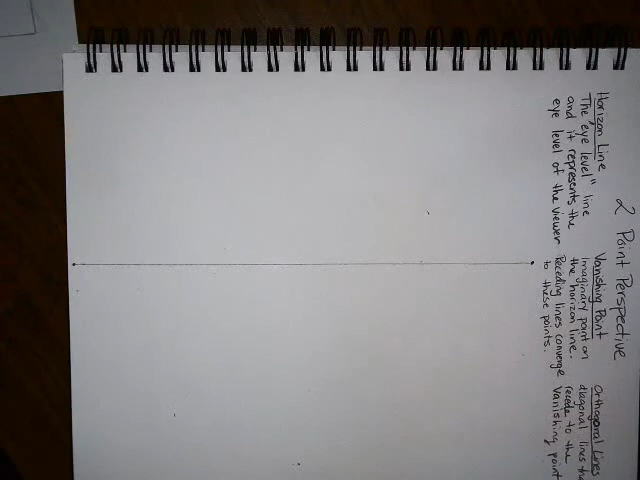 2 Point Perspective
Horizon Line
The "eye level" line
and it represents the
eye level of the viewer
Vanishing Point
Imaginary point on
the horizon line.
Receding lines converge
to these points.
Orthogonal Lines
diagonal lines tha
recede to the
Vanishing point